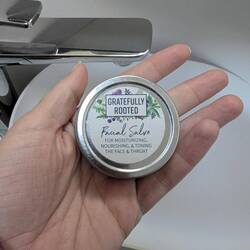 GRATEFULLY
ROOTED
Facial Salve
FOR MOISTURIZING,
NOURISHING, & TONING
THE FACE & THROAT